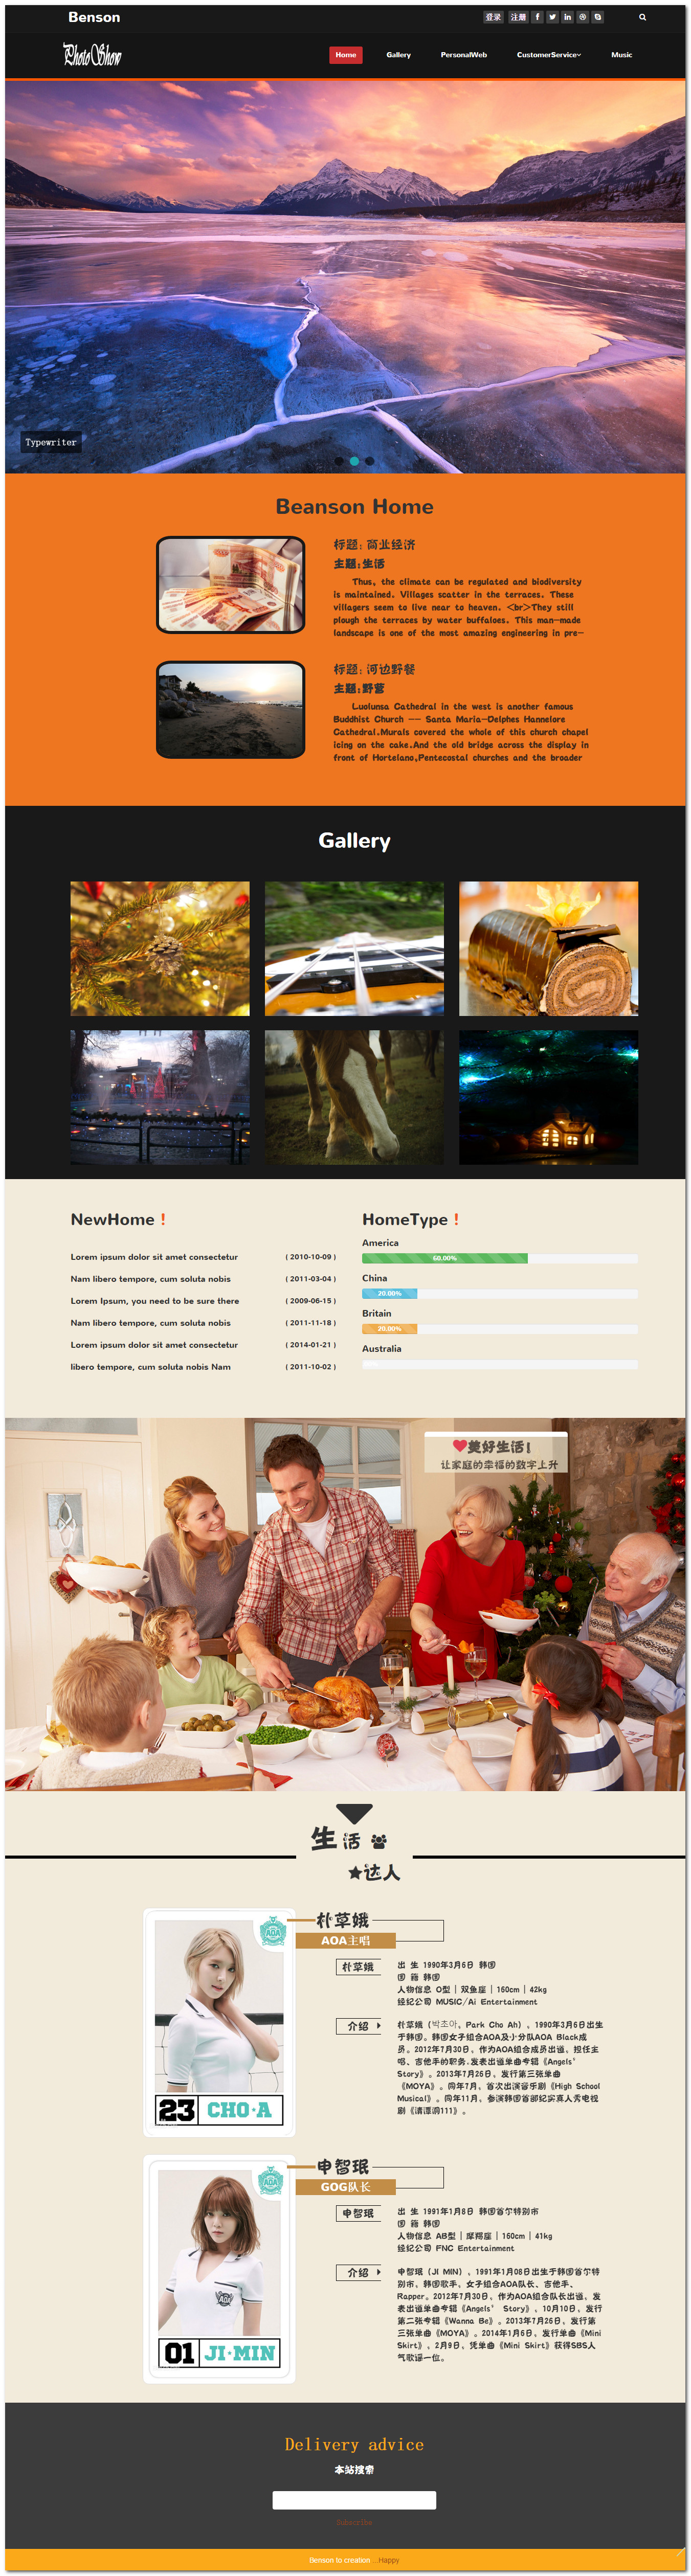 Benson
登录 注册
PhotoShow
Home Gallery PersonalWeb CustomerService Music
Typewriter
Beanson Home
标题: 商业经济
主题:生活
Thus, the climate can be regulated and biodiversity
is maintained. Villages scatter in the terraces. These
villagers seem to live near to heaven. <br>They still
plough the terraces by water buffaloes. This man-made
landscape is one of the most amazing engineering in pre-
标题: 河边野餐
主题:野营
Luolunsa Cathedral in the west is another famous
Buddhist Church -- Santa Maria-Delphes Hannelore
Cathedral.Murals covered the whole of this church chapel
icing on the cake.And the old bridge across the display in
front of Hortelano,Pentecostal churches and the broader
Gallery
NewHome !
Lorem ipsum dolor sit amet consectetur ( 2010-10-09 )
Nam libero tempore, cum soluta nobis ( 2011-03-04 )
Lorem Ipsum, you need to be sure there ( 2009-06-15 )
Nam libero tempore, cum soluta nobis ( 2011-11-18 )
Lorem ipsum dolor sit amet consectetur ( 2014-01-21 )
libero tempore, cum soluta nobis Nam ( 2011-10-02 )
HomeType !
America
60.00%
China
20.00%
Britain
20.00%
Australia
美好生活!
让家庭的幸福的数字上升
生活
达人
朴草娥
AOA主唱
朴草娥
出 生 1990年3月6日 韩国
国 籍 韩国
人物信息 O型 | 双鱼座 | 160cm | 42kg
经纪公司 MUSIC/Ai Entertainment
介绍
朴草娥（박초아，Park Cho Ah），1990年3月6日出生
于韩国。韩国女子组合AOA及小分队AOA Black成
员。2012年7月30日，作为AOA组合成员出道，担任主
唱、吉他手的职务.发表出道单曲专辑《Angels'
Story》。2013年7月26日，发行第三张单曲
《MOYA》。同年7月，首次出演音乐剧《High School
Musical》。同年11月，参演韩国首部纪实真人秀电视
剧《清潭洞111》。
23 CHO·A
申智珉
GOG队长
申智珉
出 生 1991年1月8日 韩国首尔特别市
国 籍 韩国
人物信息 AB型 | 摩羯座 | 160cm | 41kg
经纪公司 FNC Entertainment
介绍
申智珉（JI MIN），1991年1月08日出生于韩国首尔特
别市，韩国歌手，女子组合AOA队长、吉他手、
Rapper。2012年7月30日，作为AOA组合队长出道，发
表出道单曲专辑《Angels' Story》，10月10日，发行
第二张专辑《Wanna Be》。2013年7月26日，发行第
三张单曲《MOYA》。2014年1月6日，发行单曲《Mini
Skirt》，2月9日，凭单曲《Mini Skirt》获得SBS人
气歌谣一位。
AOA
01 JI·MIN
Delivery advice
本站搜索
Subscribe
Benson to creation Happy